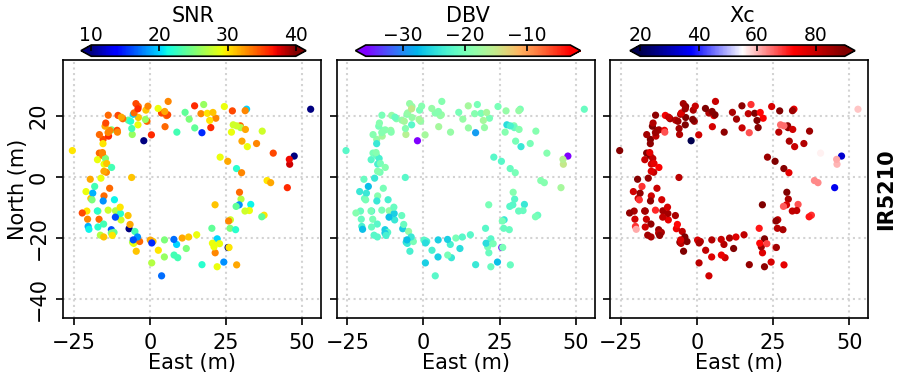 SNR DBV Xc
10 20 30 40 −30 −20 −10 20 40 60 80
North (m)
20
0
−20
−40
−25 0 25 50 −25 0 25 50 −25 0 25 50
East (m) East (m) East (m)
IR5210